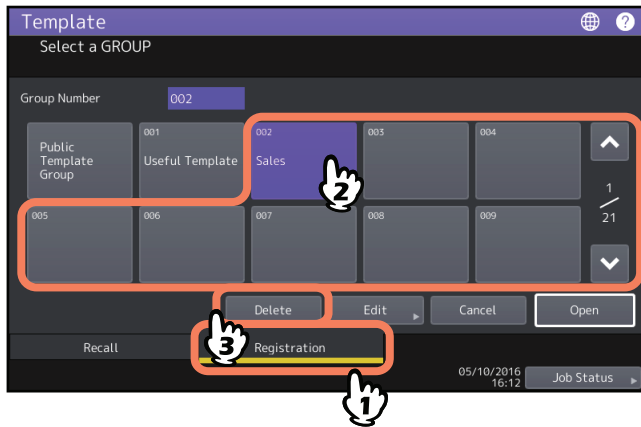 Template
?
Select a GROUP
Group Number 002
Public
Template
Group
001
Useful Template
002
Sales
003
004
1
21
005
006
007
008
009
2
Delete
Edit
Cancel
Open
3
Recall
Registration
1
05/10/2016
16:12
Job Status